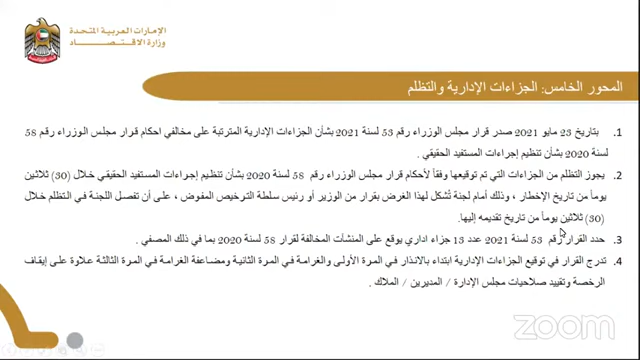 الإمارات العربية المتحدة
وزارة الاقتصاد
المحور الخامس: الجزاءات الإدارية والتظلم
1. بتاريخ 23 مايو 2021 صدر قرار مجلس الوزراء رقم 53 لسنة 2021 بشأن الجزاءات الإدارية المترتبة على مخالفي احكام قرار مجلس الوزراء رقم 58
لسنة 2020 بشأن تنظيم إجراءات المستفيد الحقيقي .
2. يجوز التظلم من الجزاءات التي تم توقيعها وفقاً لأحكام قرار مجلس الوزراء رقم 58 لسنة 2020 بشأن تنظيم إجراءات المستفيد الحقيقي خلال (30) ثلاثين
يوماً من تاريخ الإخطار ، وذلك أمام لجنة تُشكل لهذا الغرض بقرار من الوزير أو رئيس سلطة الترخيص المفوض ، على أن تفصل اللجنة في التظلم خلال
(30) ثلاثين يوماً من تاريخ تقديمه إليها.
3. حدد القرار رقم 53 لسنة 2021 عدد 13 جزاء اداري يوقع على المنشآت المخالفة لقرار 58 لسنة 2020 بما في ذلك المصفي .
4. تدرج القرار في توقيع الجزاءات الإدارية ابتداء بالانذار في المرة الأولى والغرامة في المرة الثانية ومضاعفة الغرامة في المرة الثالثة علاوة على إيقاف
الرخصة وتقييد صلاحيات مجلس الإدارة / المديرين / الملاك .
zoom